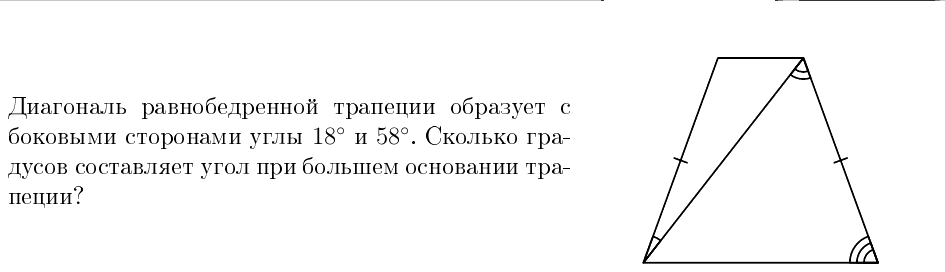 Диагональ равнобедренной трапеции образует с
боковыми сторонами углы 18° и 58°. Сколько гра-
дусов составляет угол при большем основании тра-
пеции?